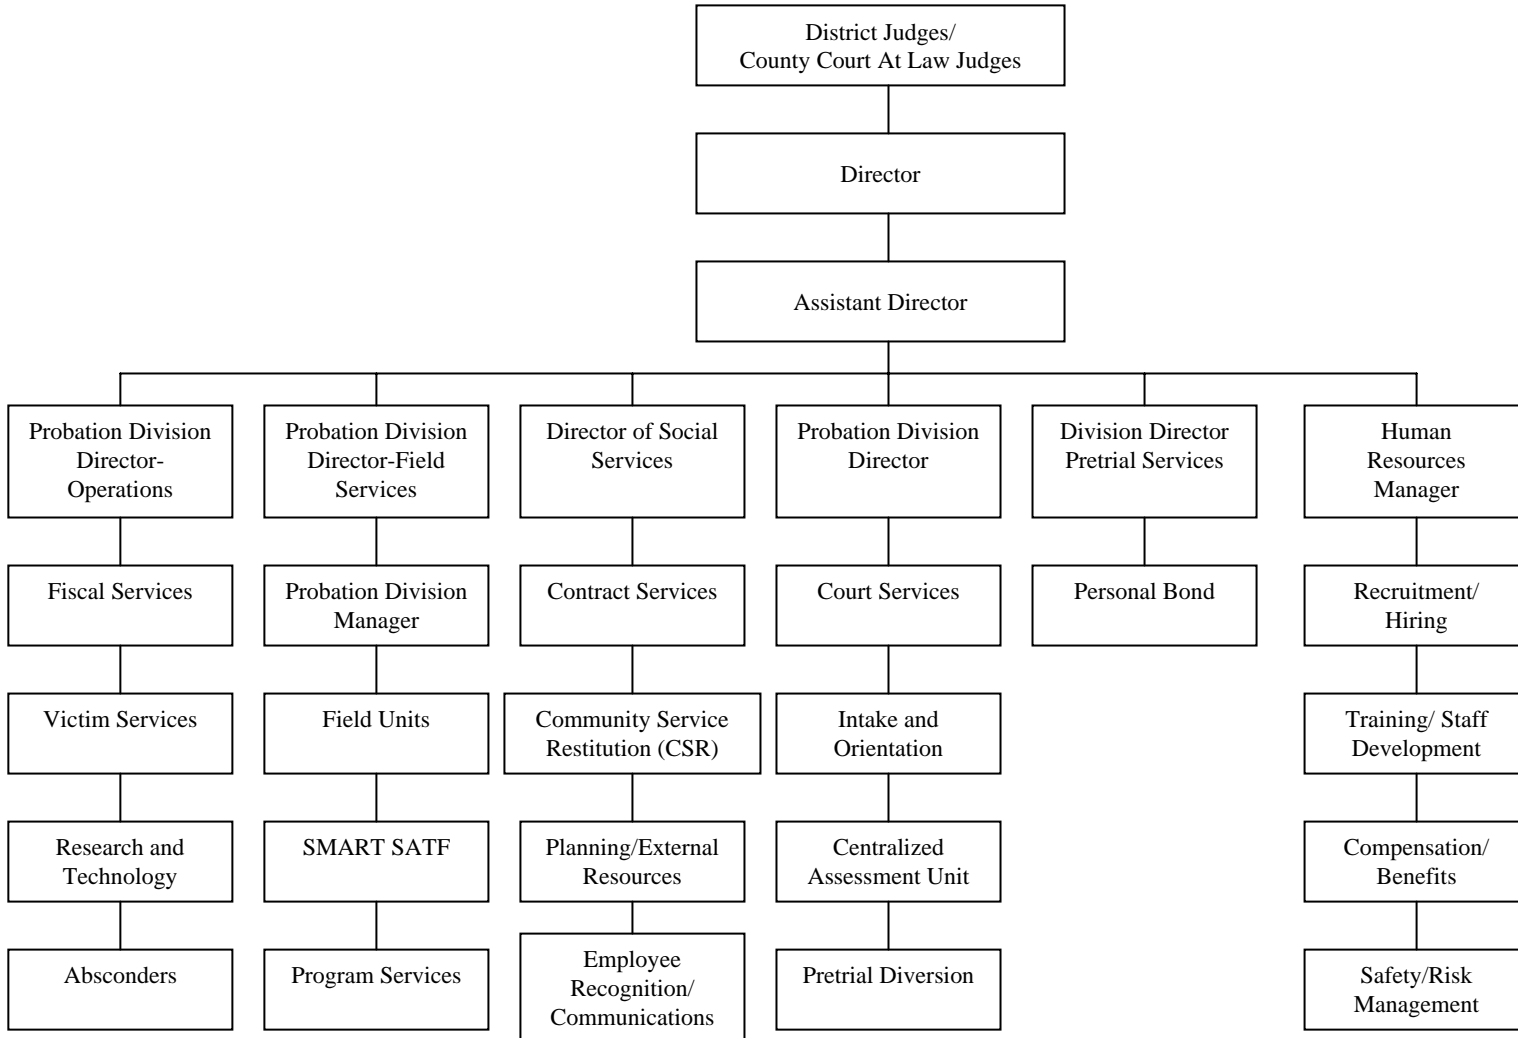 District Judges/
County Court At Law Judges
Director
Assistant Director
Probation Division
Director-
Operations
Probation Division
Director-Field
Services
Director of Social
Services
Probation Division
Director
Division Director
Pretrial Services
Human
Resources
Manager
Fiscal Services
Probation Division
Manager
Contract Services
Court Services
Personal Bond
Recruitment/
Hiring
Victim Services
Field Units
Community Service
Restitution (CSR)
Intake and
Orientation
Training/ Staff
Development
Research and
Technology
SMART SATF
Planning/External
Resources
Centralized
Assessment Unit
Compensation/
Benefits
Absconders
Program Services
Employee
Recognition/
Communications
Pretrial Diversion
Safety/Risk
Management